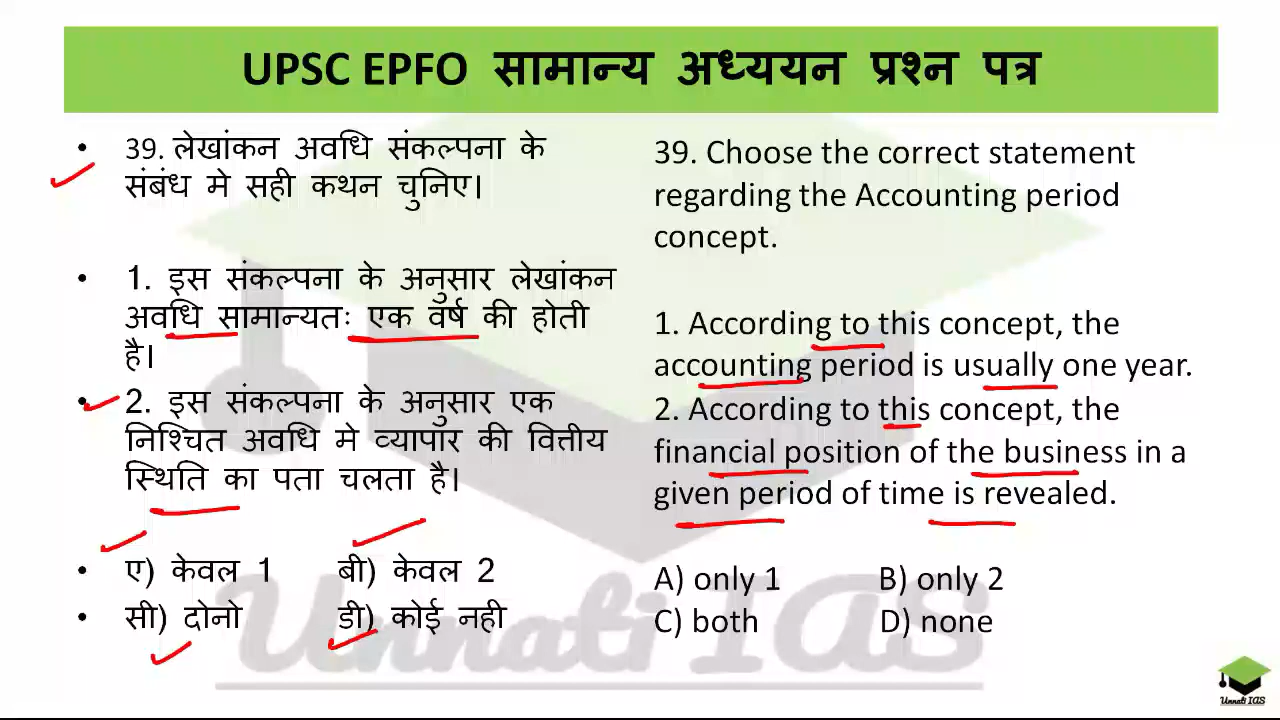 UPSC EPFO सामान्य अध्ययन प्रश्न पत्र
• 39. लेखांकन अवधि संकल्पना के
संबंध मे सही कथन चुनिए।
• 1. इस संकल्पना के अनुसार लेखांकन
अवधि सामान्यतः एक वर्ष की होती
है।
• 2. इस संकल्पना के अनुसार एक
निश्चित अवधि मे व्यापार की वित्तीय
स्थिति का पता चलता है।
• ए) केवल 1 बी) केवल 2
• सी) दोनो डी) कोई नही
39. Choose the correct statement
regarding the Accounting period
concept.
1. According to this concept, the
accounting period is usually one year.
2. According to this concept, the
financial position of the business in a
given period of time is revealed.
A) only 1 B) only 2
C) both D) none
Unnati IAS
Unnati IAS